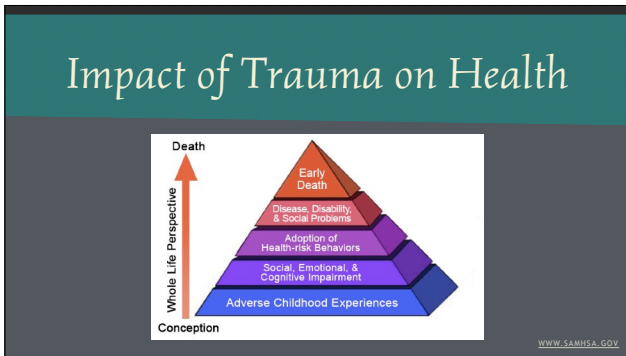 Impact of Trauma on Health
Death
Whole Life Perspective
Conception
Early
Death
Disease, Disability,
& Social Problems
Adoption of
Health-risk Behaviors
Social, Emotional, &
Cognitive Impairment
Adverse Childhood Experiences
WWW.SAMHSA.GOV